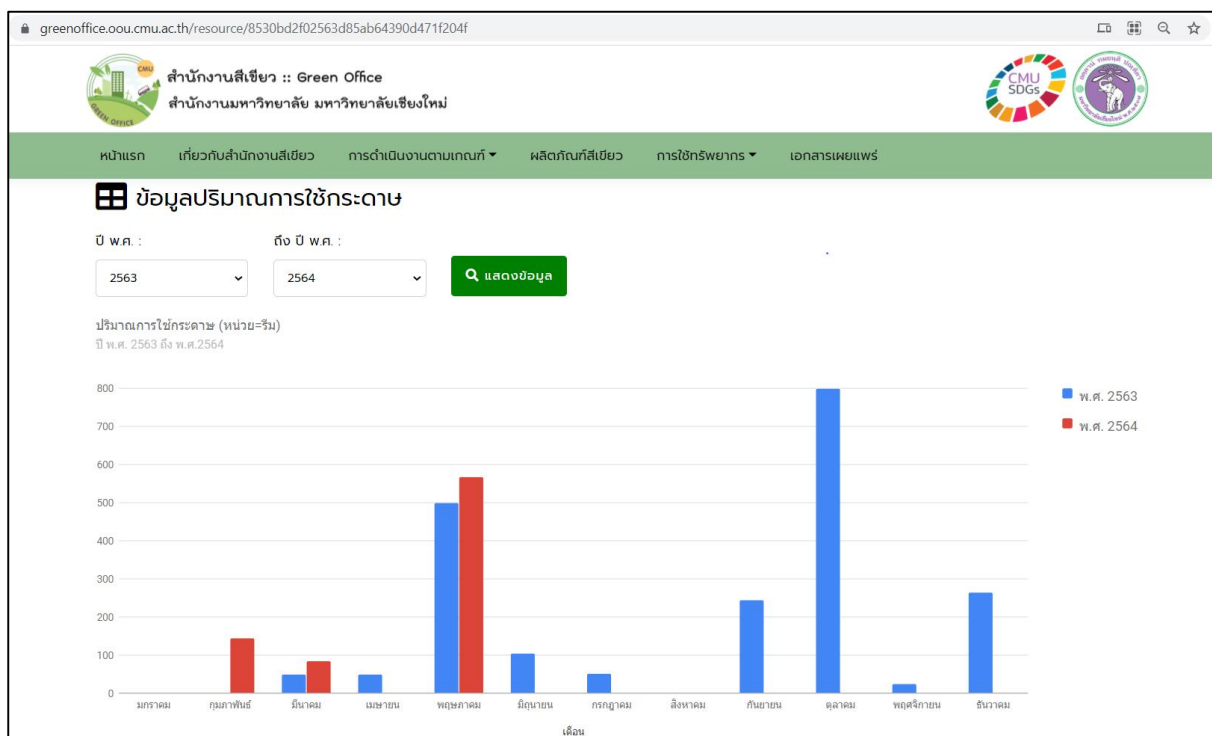 greenoffice.oou.cmu.ac.th/resource/8530bd2f02563d85ab64390d471f204f
CMU
GREEN OFFICE
สำนักงานสีเขียว :: Green Office
สำนักงานมหาวิทยาลัย มหาวิทยาลัยเชียงใหม่
CMU
SDGs
หน้าแรก เกี่ยวกับสำนักงานสีเขียว การดำเนินงานตามเกณฑ์ ผลิตภัณฑ์สีเขียว การใช้ทรัพยากร เอกสารเผยแพร่
ข้อมูลปริมาณการใช้กระดาษ
ปี พ.ศ. : ถึง ปี พ.ศ. :
2563 2564 แสดงข้อมูล
ปริมาณการใช้กระดาษ (หน่วย=รีม)
ปี พ.ศ. 2563 ถึง พ.ศ.2564
800
700
600
500
400
300
200
100
0
พ.ศ. 2563
พ.ศ. 2564
มกราคม กุมภาพันธ์ มีนาคม เมษายน พฤษภาคม มิถุนายน กรกฎาคม สิงหาคม กันยายน ตุลาคม พฤศจิกายน ธันวาคม
เดือน